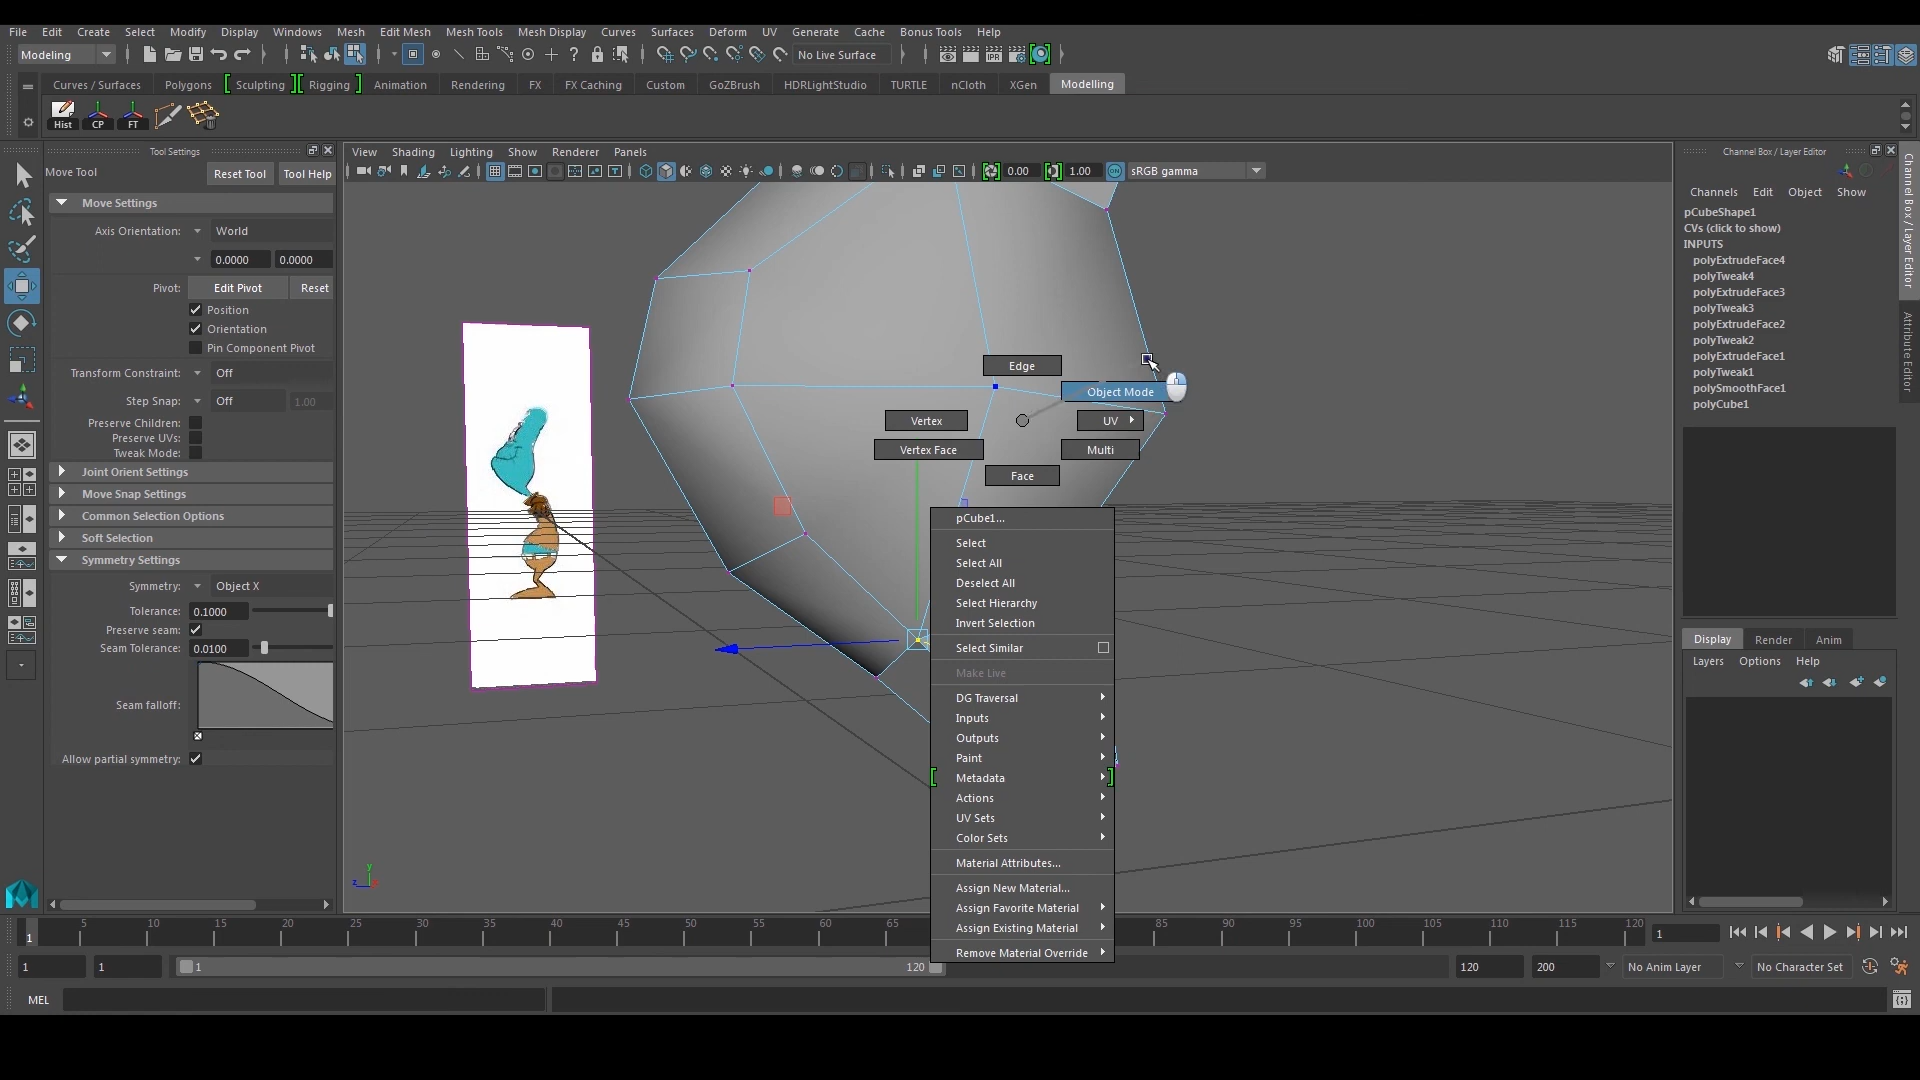 File Edit Create Select Modify Display Windows Mesh Edit Mesh Mesh Tools Mesh Display Curves Surfaces Deform UV Generate Cache Bonus Tools Help
Modeling
No Live Surface
Curves / Surfaces Polygons Sculpting Rigging Animation Rendering FX FX Caching Custom GoZBrush HDRLightStudio TURTLE nCloth XGen Modelling
Hist CP FT
Tool Settings
Move Tool Reset Tool Tool Help
Move Settings
Axis Orientation: World
0.0000 0.0000
Pivot: Edit Pivot Reset
Position
Orientation
Pin Component Pivot
Transform Constraint: Off
Step Snap: Off 1.00
Preserve Children:
Preserve UVs:
Tweak Mode:
Joint Orient Settings
Move Snap Settings
Common Selection Options
Soft Selection
Symmetry Settings
Symmetry: Object X
Tolerance: 0.1000
Preserve seam:
Seam Tolerance: 0.0100
Seam falloff:
Allow partial symmetry:
View Shading Lighting Show Renderer Panels
0.00 1.00 ON sRGB gamma
IPR
Edge
Object Mode
Vertex
UV
Vertex Face
Multi
Face
pCube1...
Select
Select All
Deselect All
Select Hierarchy
Invert Selection
Select Similar
Make Live
DG Traversal
Inputs
Outputs
Paint
Metadata
Actions
UV Sets
Color Sets
Material Attributes...
Assign New Material...
Assign Favorite Material
Assign Existing Material
Remove Material Override
y
z
Channel Box / Layer Editor
Channels Edit Object Show
pCubeShape1
CVs (click to show)
INPUTS
polyExtrudeFace4
polyTweak4
polyExtrudeFace3
polyTweak3
polyExtrudeFace2
polyTweak2
polyExtrudeFace1
polyTweak1
polySmoothFace1
polyCube1
Channel Box / Layer Editor
Attribute Editor
Display Render Anim
Layers Options Help
5 10 15 20 25 30 35 40 45 50 55 60 65 85 90 95 100 105 110 115 120
1
1
1 1 1 120 120 200 No Anim Layer No Character Set
MEL